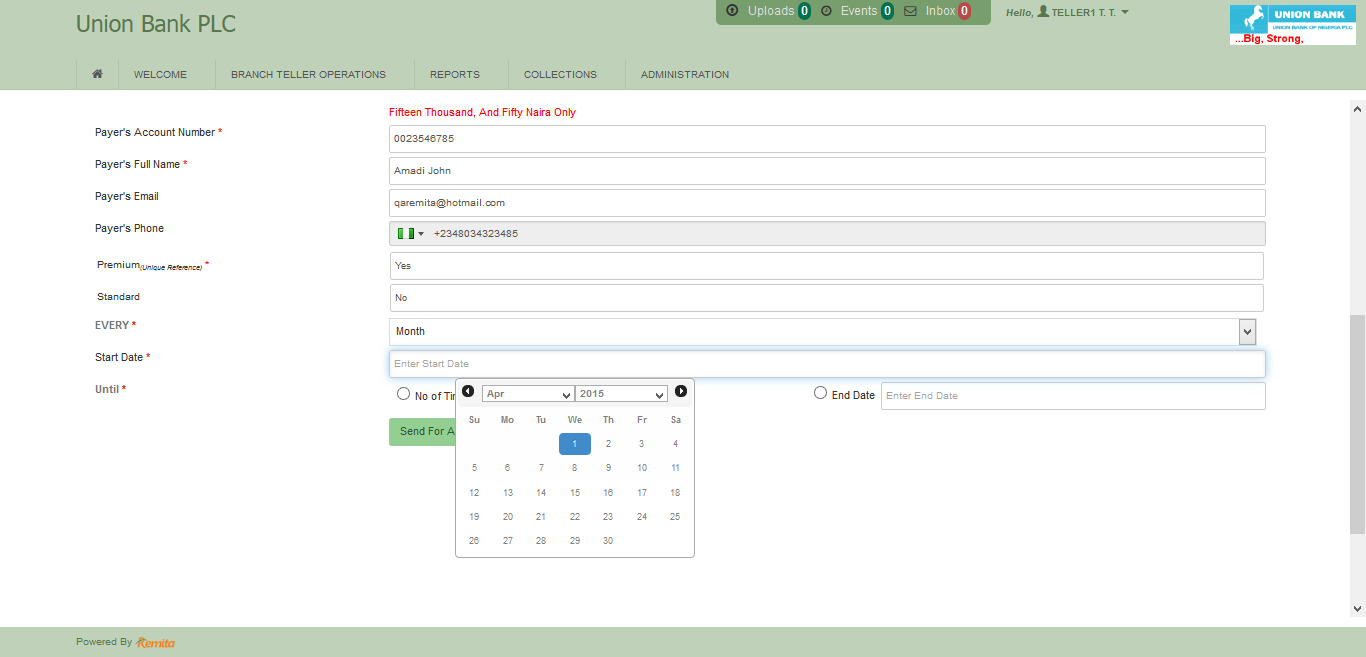 Union Bank PLC
Uploads 0 Events 0 Inbox 0
Hello, TELLER1 T. T.
UNION BANK
UNION BANK OF NIGERIA PLC
...Big, Strong,
WELCOME BRANCH TELLER OPERATIONS REPORTS COLLECTIONS ADMINISTRATION
Fifteen Thousand, And Fifty Naira Only
Payer's Account Number * 0023546785
Payer's Full Name * Amadi John
Payer's Email qaremita@hotmail.com
Payer's Phone +2348034323485
Premium(Unique Reference) * Yes
Standard No
EVERY * Month
Start Date * Enter Start Date
Until * No of Tir End Date Enter End Date
Apr 2015
Send For A
Su Mo Tu We Th Fr Sa
1 2 3 4
5 6 7 8 9 10 11
12 13 14 15 16 17 18
19 20 21 22 23 24 25
26 27 28 29 30
Powered By Remita